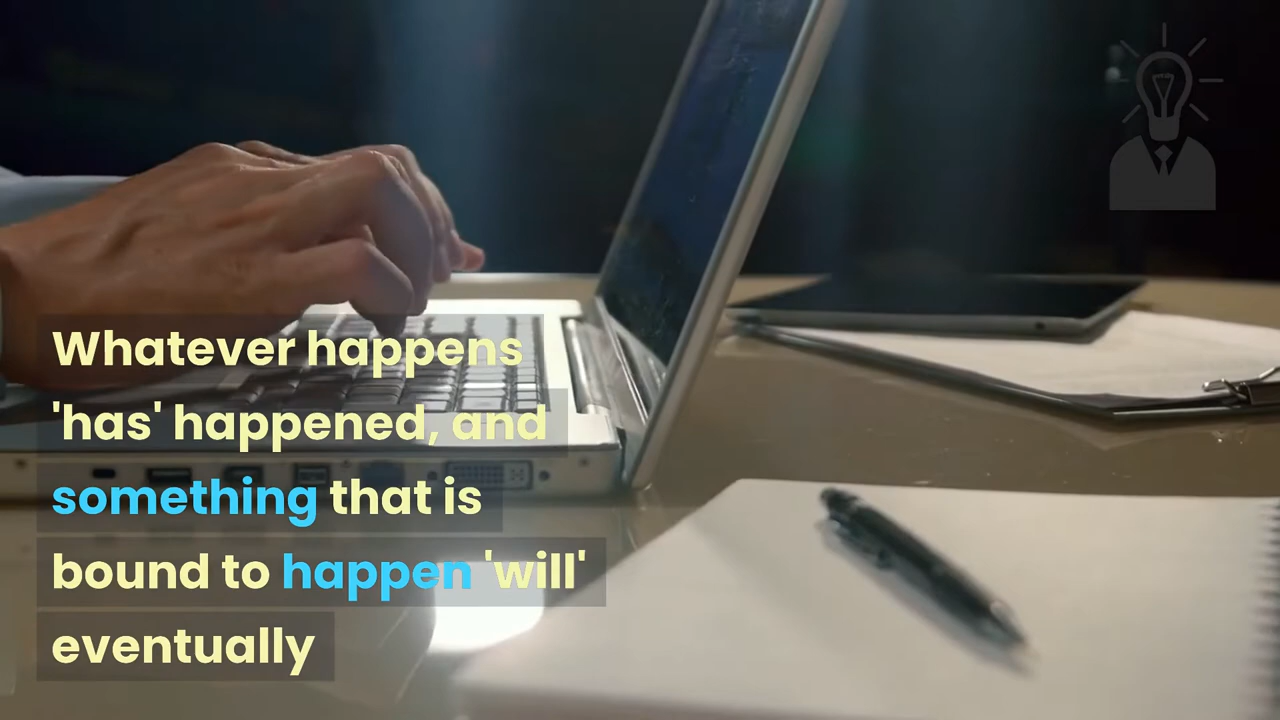 Whatever happens
'has' happened, and
something that is
bound to happen 'will'
eventually